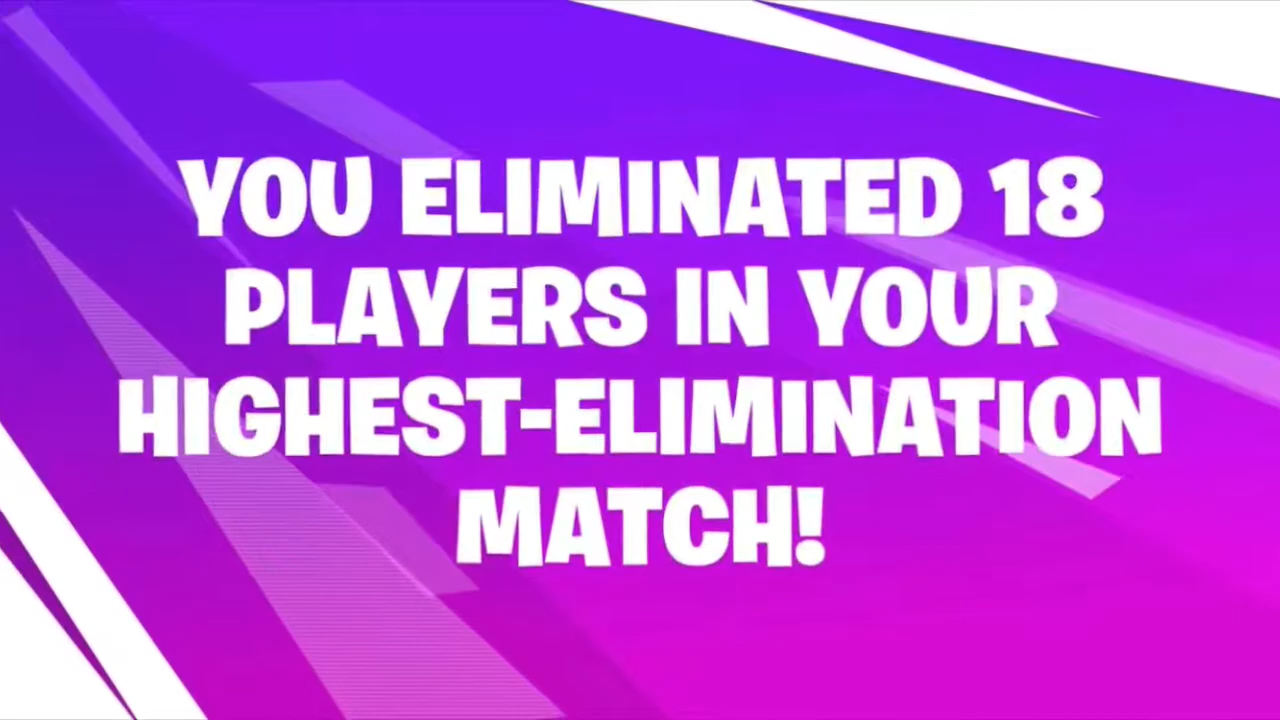 YOU ELIMINATED 18
PLAYERS IN YOUR
HIGHEST-ELIMINATION
MATCH!